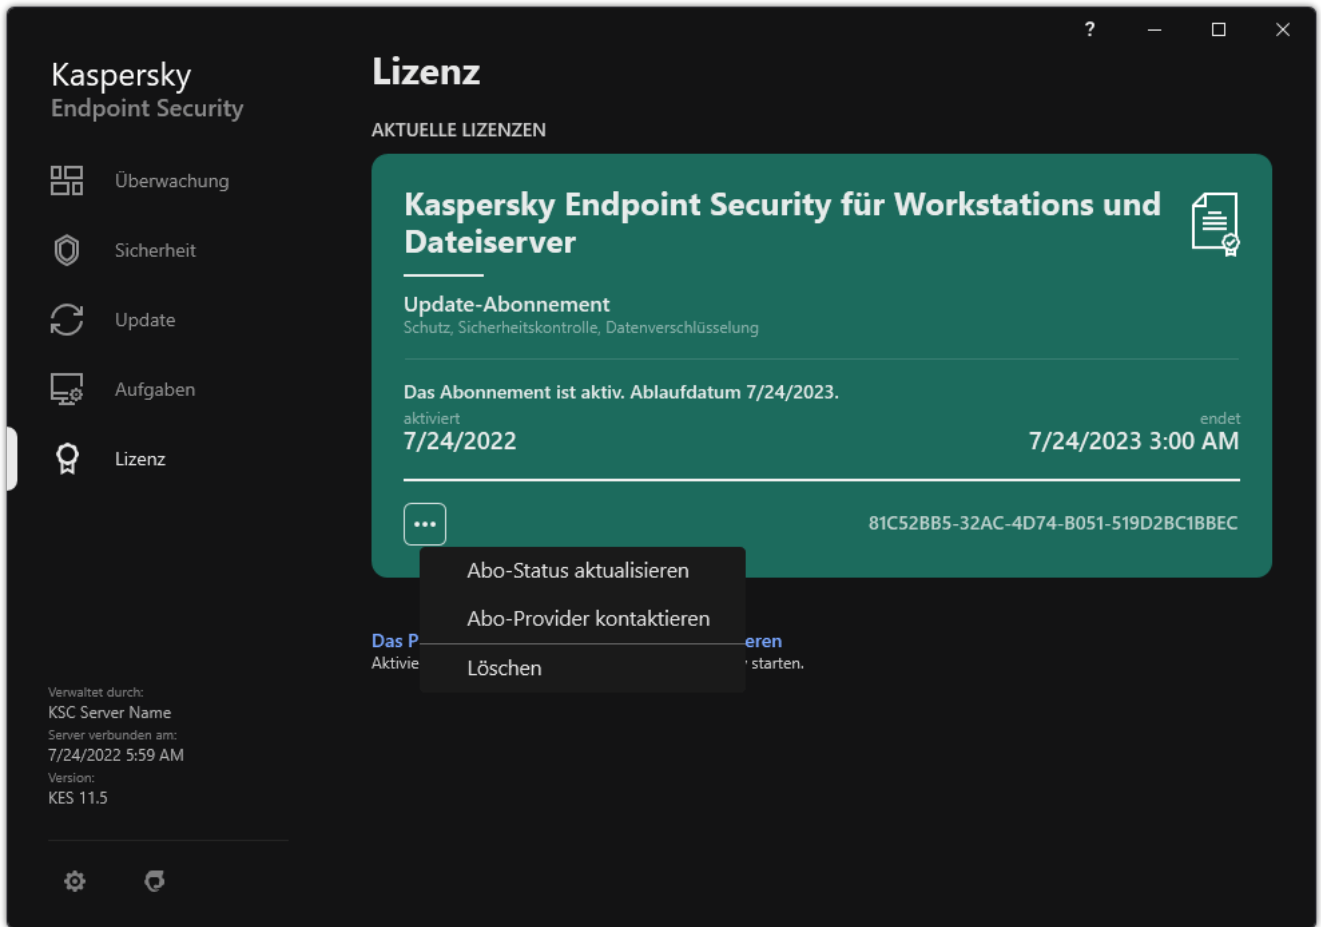 ?
Kaspersky
Endpoint Security
Überwachung
Sicherheit
Update
Aufgaben
Lizenz
Verwaltet durch:
KSC Server Name
Server verbunden am:
7/24/2022 5:59 AM
Version:
KES 11.5
Lizenz
AKTUELLE LIZENZEN
Kaspersky Endpoint Security für Workstations und
Dateiserver
Update-Abonnement
Schutz, Sicherheitskontrolle, Datenverschlüsselung
Das Abonnement ist aktiv. Ablaufdatum 7/24/2023.
aktiviert endet
7/24/2022 7/24/2023 3:00 AM
81C52BB5-32AC-4D74-B051-519D2BC1BBEC
Abo-Status aktualisieren
Abo-Provider kontaktieren
Löschen
Das P eren
Aktivie starten.